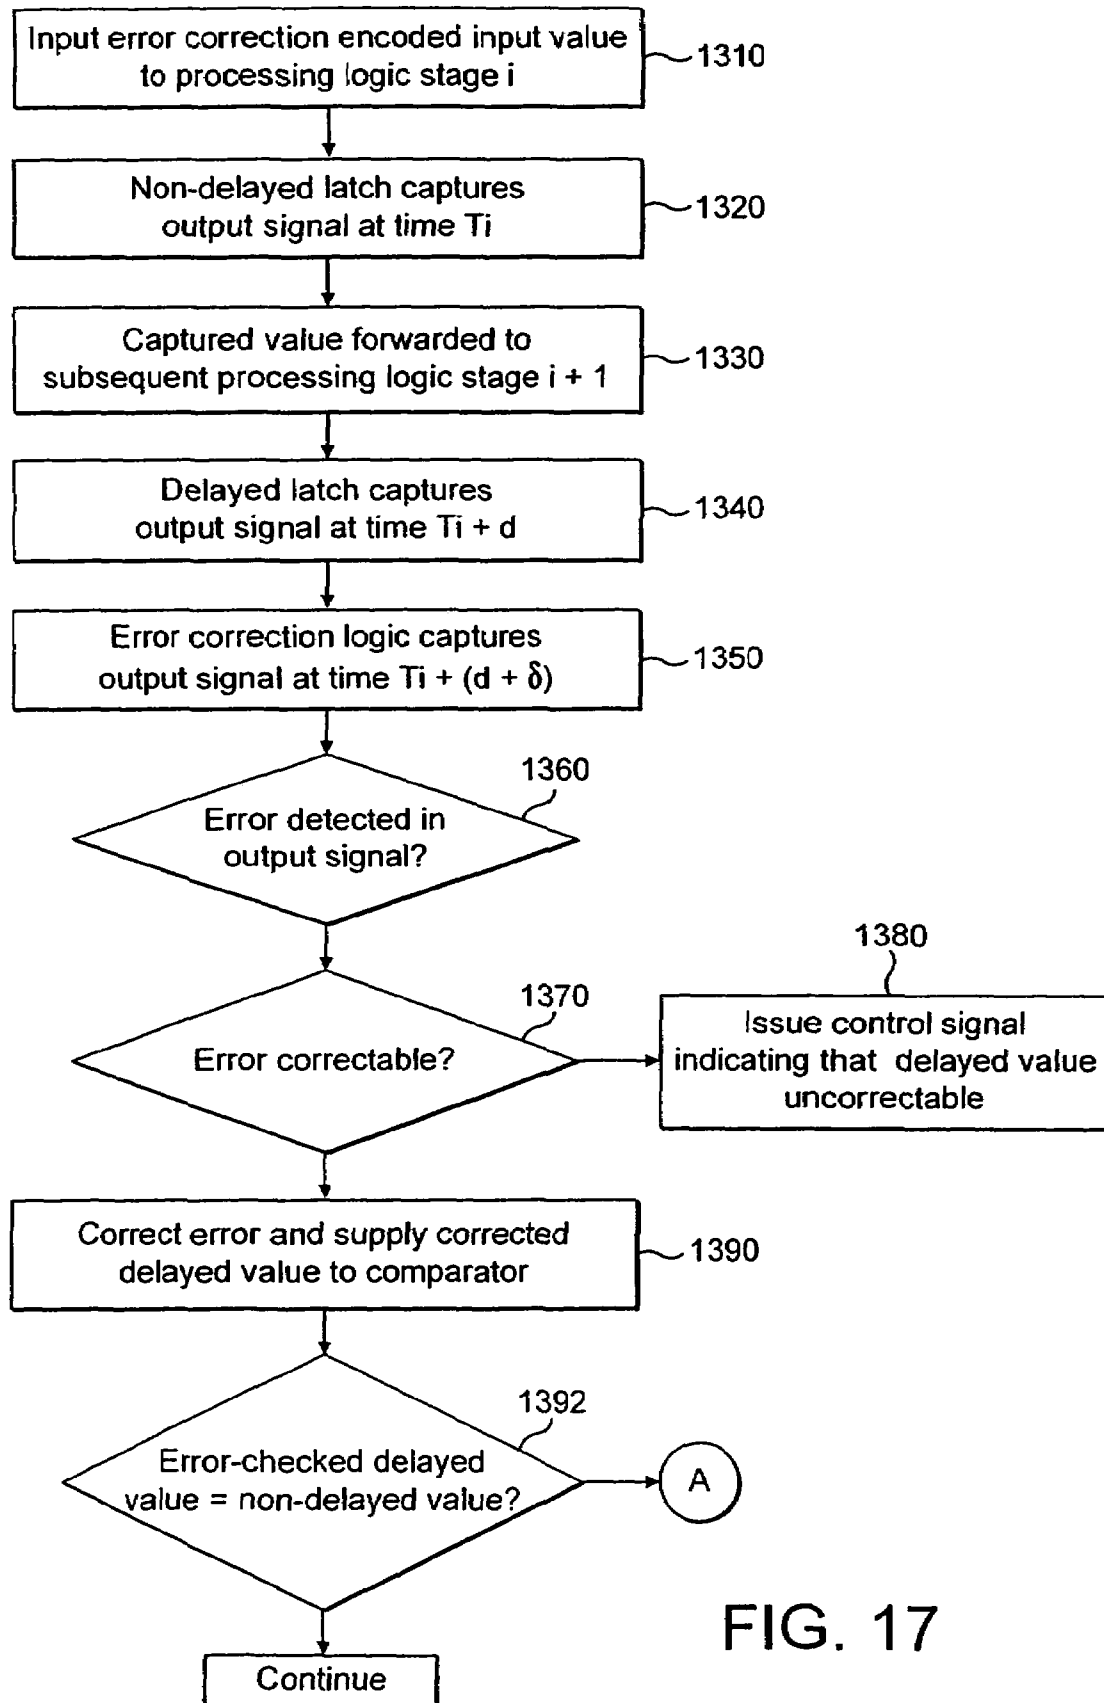 Input error correction encoded input value
to processing logic stage i
1310
Non-delayed latch captures
output signal at time Ti
1320
Captured value forwarded to
subsequent processing logic stage i + 1
1330
Delayed latch captures
output signal at time Ti + d
1340
Error correction logic captures
output signal at time Ti + (d + δ)
1350
1360
Error detected in
output signal?
1370
Error correctable?
1380
Issue control signal
indicating that delayed value
uncorrectable
Correct error and supply corrected
delayed value to comparator
1390
1392
Error-checked delayed
value = non-delayed value?
A
Continue
FIG. 17